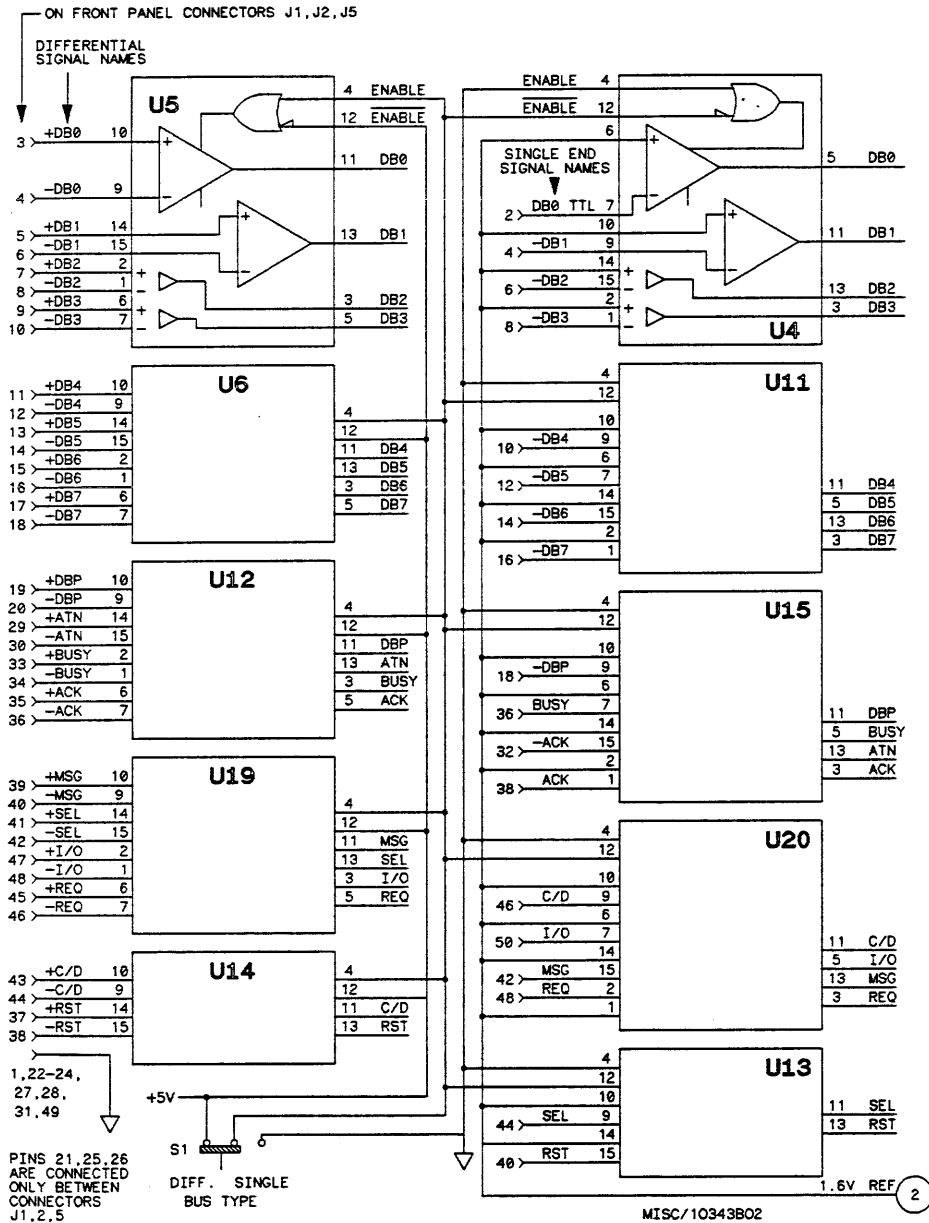 ON FRONT PANEL CONNECTORS J1,J2,J5
DIFFERENTIAL
SIGNAL NAMES
U5
4 ENABLE
12 ENABLE
3 +DB0 10
11 DB0
4 -DB0 9
5 +DB1 14
6 -DB1 15
13 DB1
7 +DB2 2
8 -DB2 1
9 +DB3 6
10 -DB3 7
+
-
+
-
+
-
+
-
3 DB2
5 DB3
ENABLE 4
ENABLE 12
6
SINGLE END
SIGNAL NAMES
5 DB0
2 DB0 TTL 7
10
4 -DB1 9
11 DB1
14
6 -DB2 15
2
8 -DB3 1
+
-
+
-
+
-
+
-
13 DB2
3 DB3
U4
U6
11 +DB4 10
12 -DB4 9
13 +DB5 14
14 -DB5 15
15 +DB6 2
16 -DB6 1
17 +DB7 6
18 -DB7 7
4
12
11 DB4
13 DB5
3 DB6
5 DB7
U11
4
12
10
10 -DB4 9
6
12 -DB5 7
14
14 -DB6 15
2
16 -DB7 1
11 DB4
5 DB5
13 DB6
3 DB7
U12
19 +DBP 10
20 -DBP 9
29 +ATN 14
30 -ATN 15
33 +BUSY 2
34 -BUSY 1
35 +ACK 6
36 -ACK 7
4
12
11 DBP
13 ATN
3 BUSY
5 ACK
U15
4
12
10
18 -DBP 9
6
36 BUSY 7
14
32 -ACK 15
2
38 ACK 1
11 DBP
5 BUSY
13 ATN
3 ACK
U19
39 +MSG 10
40 -MSG 9
41 +SEL 14
42 -SEL 15
47 +I/O 2
48 -I/O 1
45 +REQ 6
46 -REQ 7
4
12
11 MSG
13 SEL
3 I/O
5 REQ
U20
4
12
10
46 C/D 9
6
50 I/O 7
14
42 MSG 15
48 REQ 2
1
11 C/D
5 I/O
13 MSG
3 REQ
U14
43 +C/D 10
44 -C/D 9
37 +RST 14
38 -RST 15
4
12
11 C/D
13 RST
U13
4
12
10
44 SEL 9
14
40 RST 15
11 SEL
13 RST
1,22-24,
27,28,
31,49
+5V
S1
DIFF. SINGLE
BUS TYPE
PINS 21,25,26
ARE CONNECTED
ONLY BETWEEN
CONNECTORS
J1,2,5
1.6V REF 2
MISC/10343B02